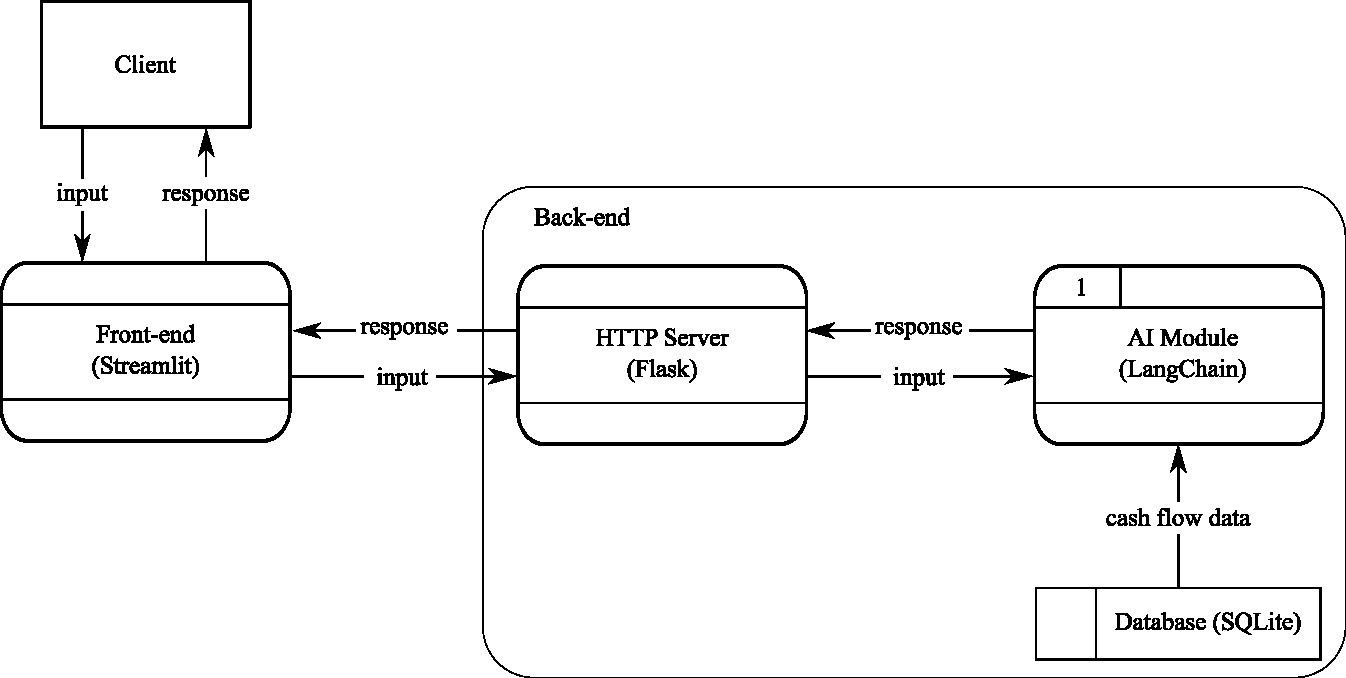 Client
input
response
Back-end
1
Front-end
(Streamlit)
response
input
HTTP Server
(Flask)
response
input
AI Module
(LangChain)
cash flow data
Database (SQLite)